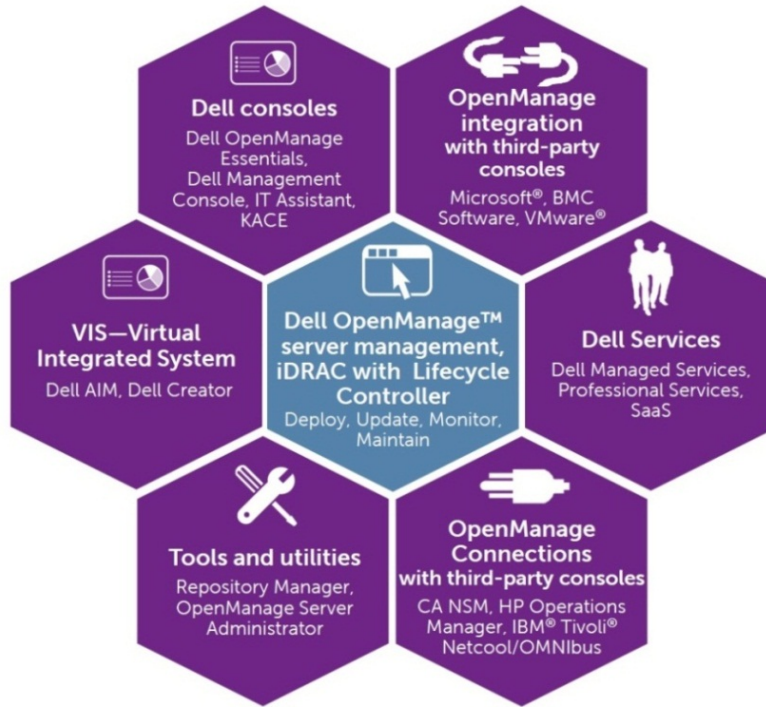 Dell consoles
Dell OpenManage
Essentials,
Dell Management
Console, IT Assistant,
KACE
OpenManage
integration
with third-party
consoles
Microsoft®, BMC
Software, VMware®
VIS—Virtual
Integrated System
Dell AIM, Dell Creator
Dell OpenManage™
server management,
iDRAC with Lifecycle
Controller
Deploy, Update, Monitor,
Maintain
Dell Services
Dell Managed Services,
Professional Services,
SaaS
Tools and utilities
Repository Manager,
OpenManage Server
Administrator
OpenManage
Connections
with third-party consoles
CA NSM, HP Operations
Manager, IBM® Tivoli®
Netcool/OMNIbus